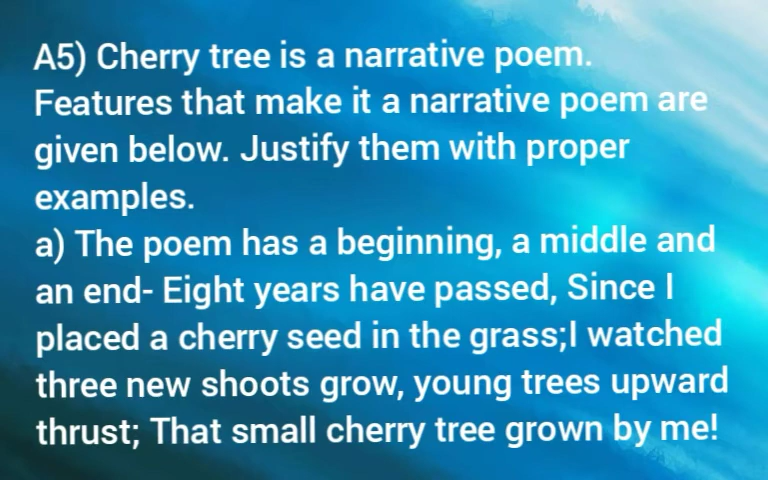 A5) Cherry tree is a narrative poem.
Features that make it a narrative poem are
given below. Justify them with proper
examples.
a) The poem has a beginning, a middle and
an end- Eight years have passed, Since I
placed a cherry seed in the grass;I watched
three new shoots grow, young trees upward
thrust; That small cherry tree grown by me!